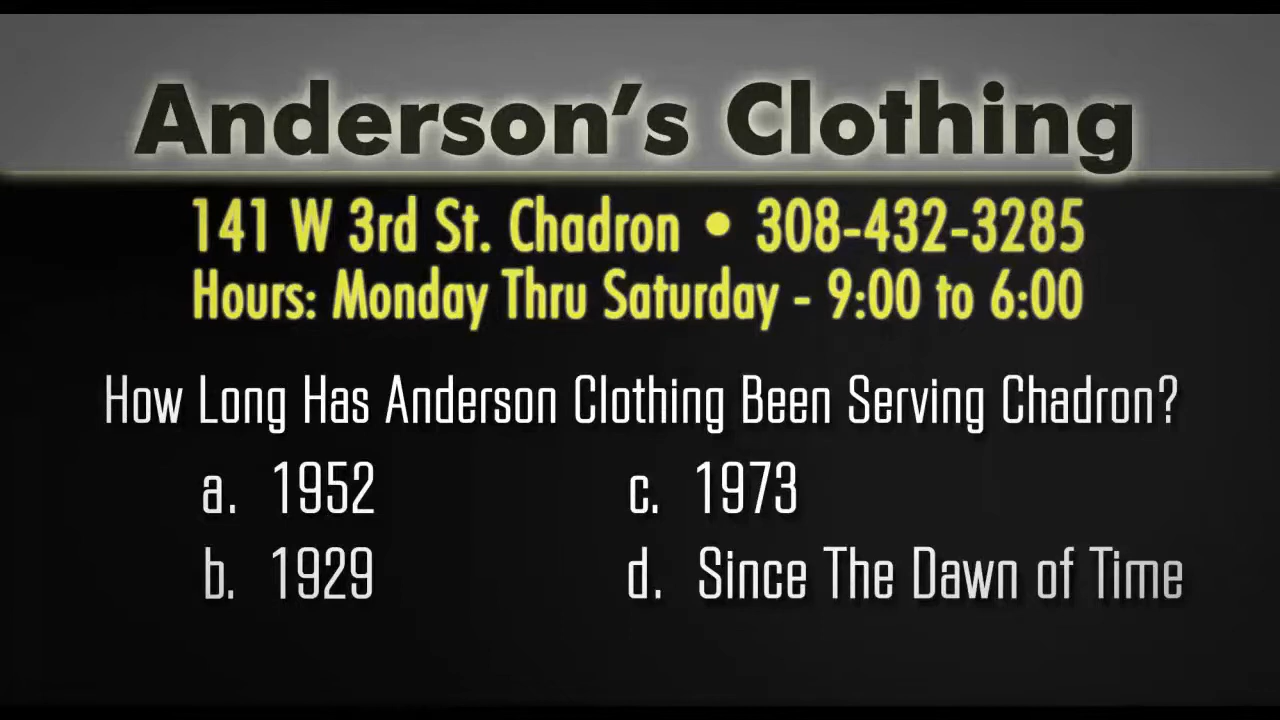 Anderson's Clothing
141 W 3rd St. Chadron • 308-432-3285
Hours: Monday Thru Saturday - 9:00 to 6:00
How Long Has Anderson Clothing Been Serving Chadron?
a. 1952 c. 1973
b. 1929 d. Since The Dawn of Time